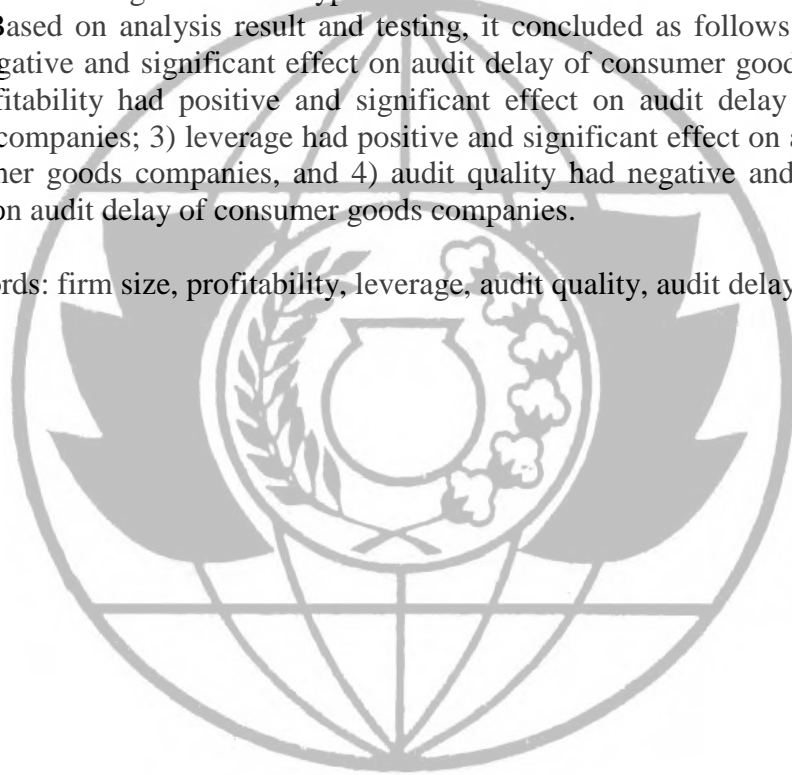 Based on analysis result and testing, it concluded as follows
gative and significant effect on audit delay of consumer good
fitability had positive and significant effect on audit delay
companies; 3) leverage had positive and significant effect on a
ner goods companies, and 4) audit quality had negative and
on audit delay of consumer goods companies.
ords: firm size, profitability, leverage, audit quality, audit delay